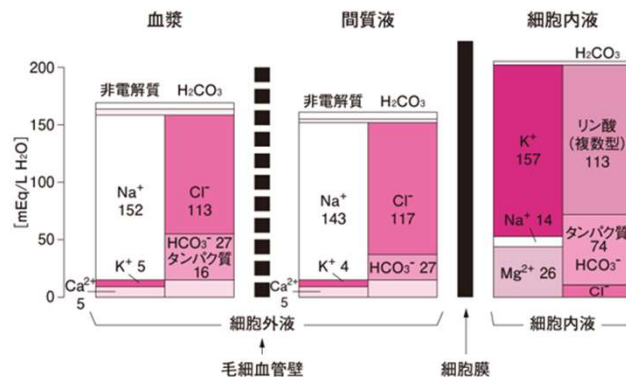 血漿
間質液
細胞内液
200
150
100
50
0
[mEq/L H₂O]
非電解質 H₂CO₃
Na⁺
152
Cl⁻
113
HCO₃⁻ 27
タンパク質
16
K⁺ 5
Ca²⁺
5
非電解質 H₂CO₃
Na⁺
143
Cl⁻
117
K⁺ 4
HCO₃⁻ 27
Ca²⁺
5
H₂CO₃
K⁺
157
リン酸
(複数型)
113
Na⁺ 14
タンパク質
74
HCO₃⁻
Mg²⁺ 26
Cl⁻
細胞外液
細胞内液
毛細血管壁
細胞膜